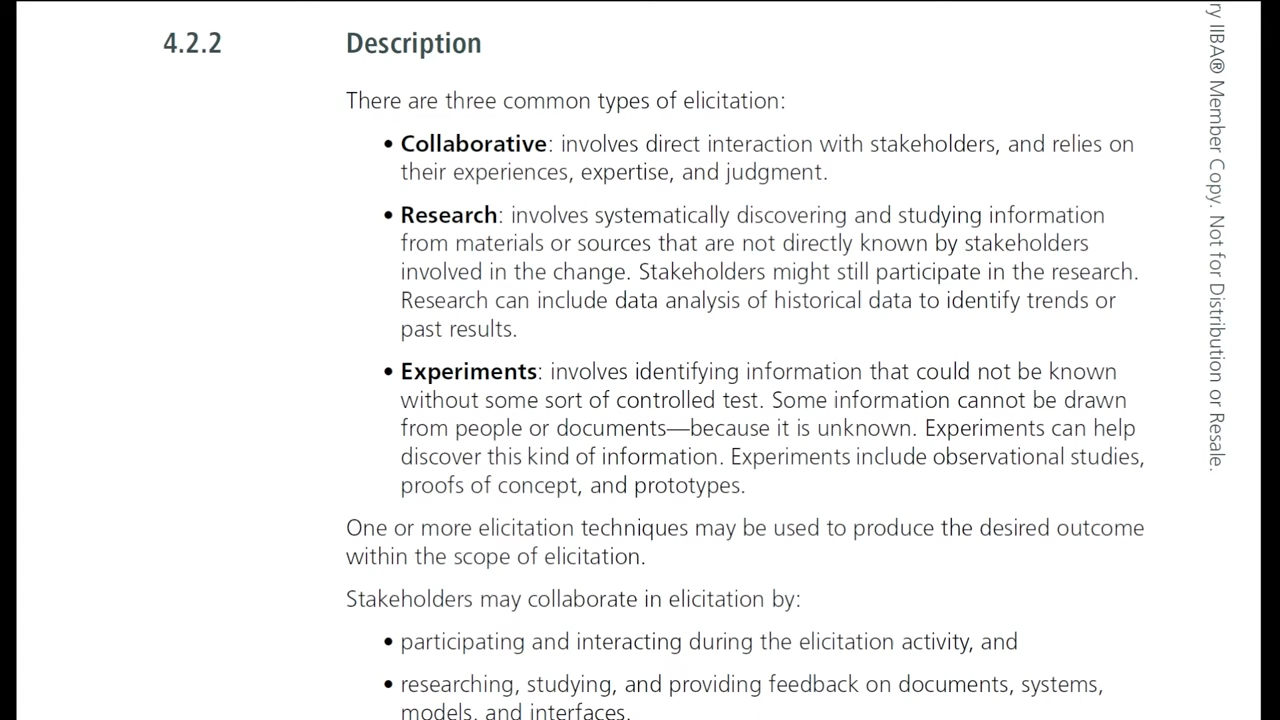 4.2.2 Description
There are three common types of elicitation:
• Collaborative: involves direct interaction with stakeholders, and relies on
their experiences, expertise, and judgment.
• Research: involves systematically discovering and studying information
from materials or sources that are not directly known by stakeholders
involved in the change. Stakeholders might still participate in the research.
Research can include data analysis of historical data to identify trends or
past results.
• Experiments: involves identifying information that could not be known
without some sort of controlled test. Some information cannot be drawn
from people or documents—because it is unknown. Experiments can help
discover this kind of information. Experiments include observational studies,
proofs of concept, and prototypes.
One or more elicitation techniques may be used to produce the desired outcome
within the scope of elicitation.
Stakeholders may collaborate in elicitation by:
• participating and interacting during the elicitation activity, and
• researching, studying, and providing feedback on documents, systems,
models, and interfaces.
ry IIBA® Member Copy. Not for Distribution or Resale.